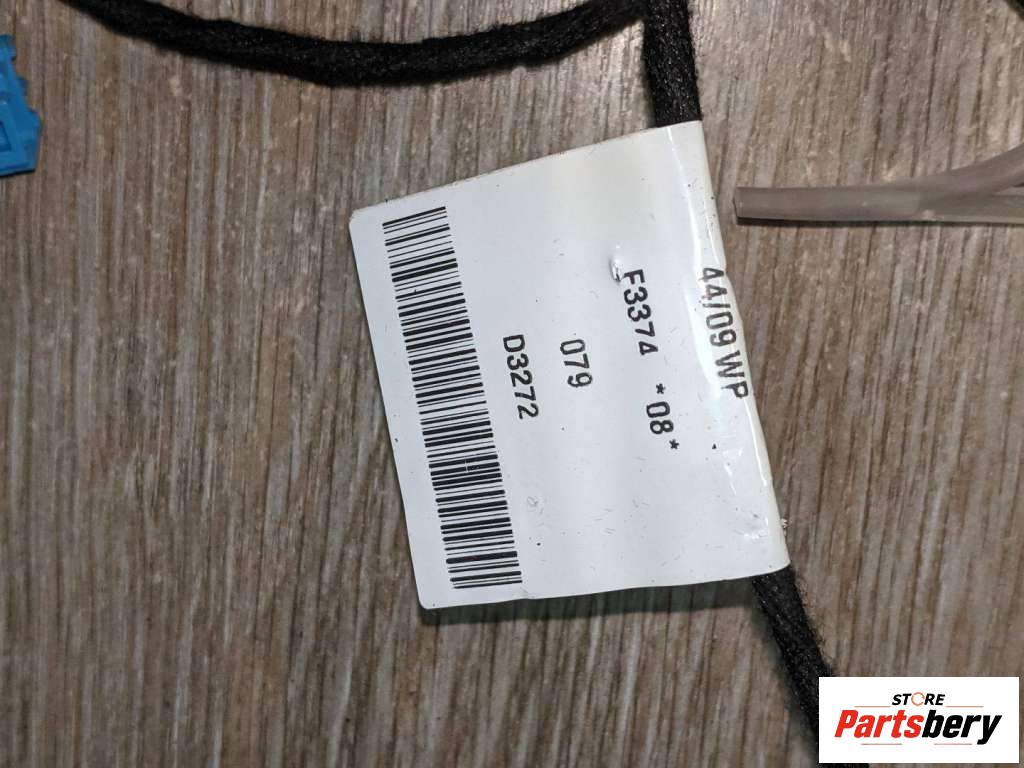 44/09 WP
F3374 *08*
079
D3272
STORE
Partsbery